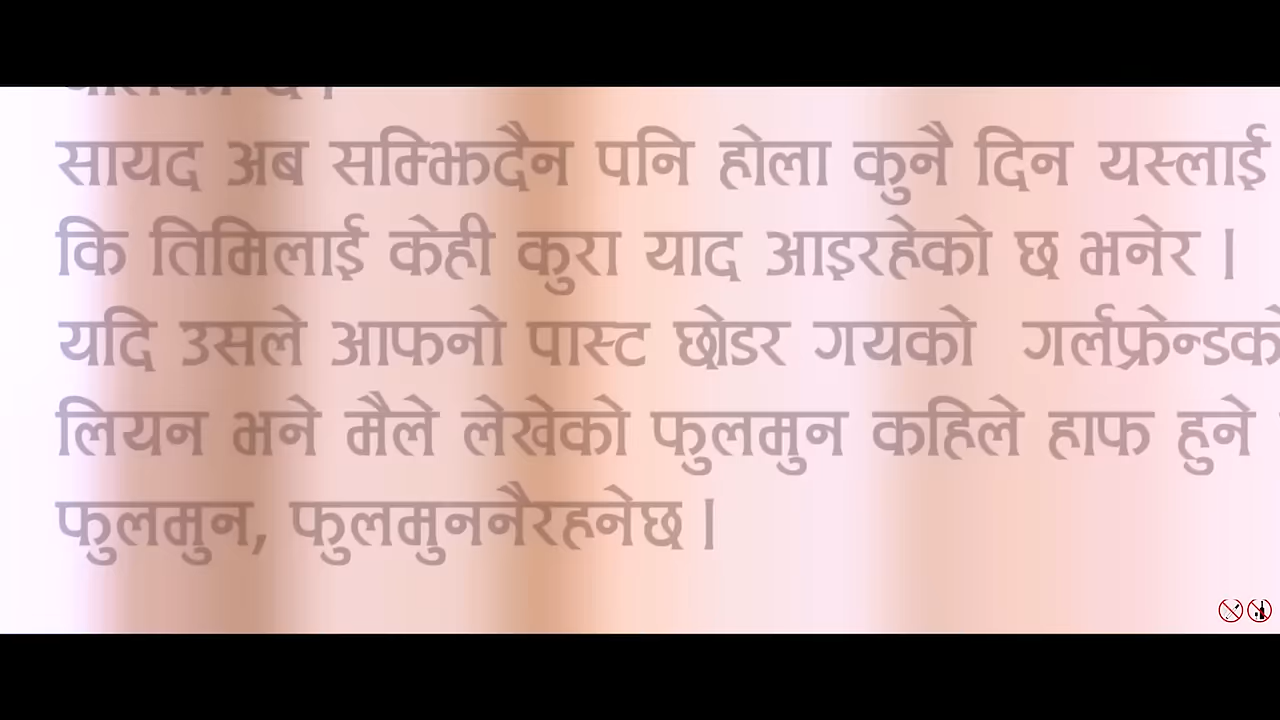 सायद अब सम्झिदैन पनि होला कुनै दिन यस्लाई
कि तिमिलाई केही कुरा याद आइरहेको छ भनेर ।
यदि उसले आफनो पास्ट छोडर गयको गर्लफ्रेन्डको
लियन भने मैले लेखेको फुलमुन कहिले हाफ हुने
फुलमुन, फुलमुननैरहनेछ ।